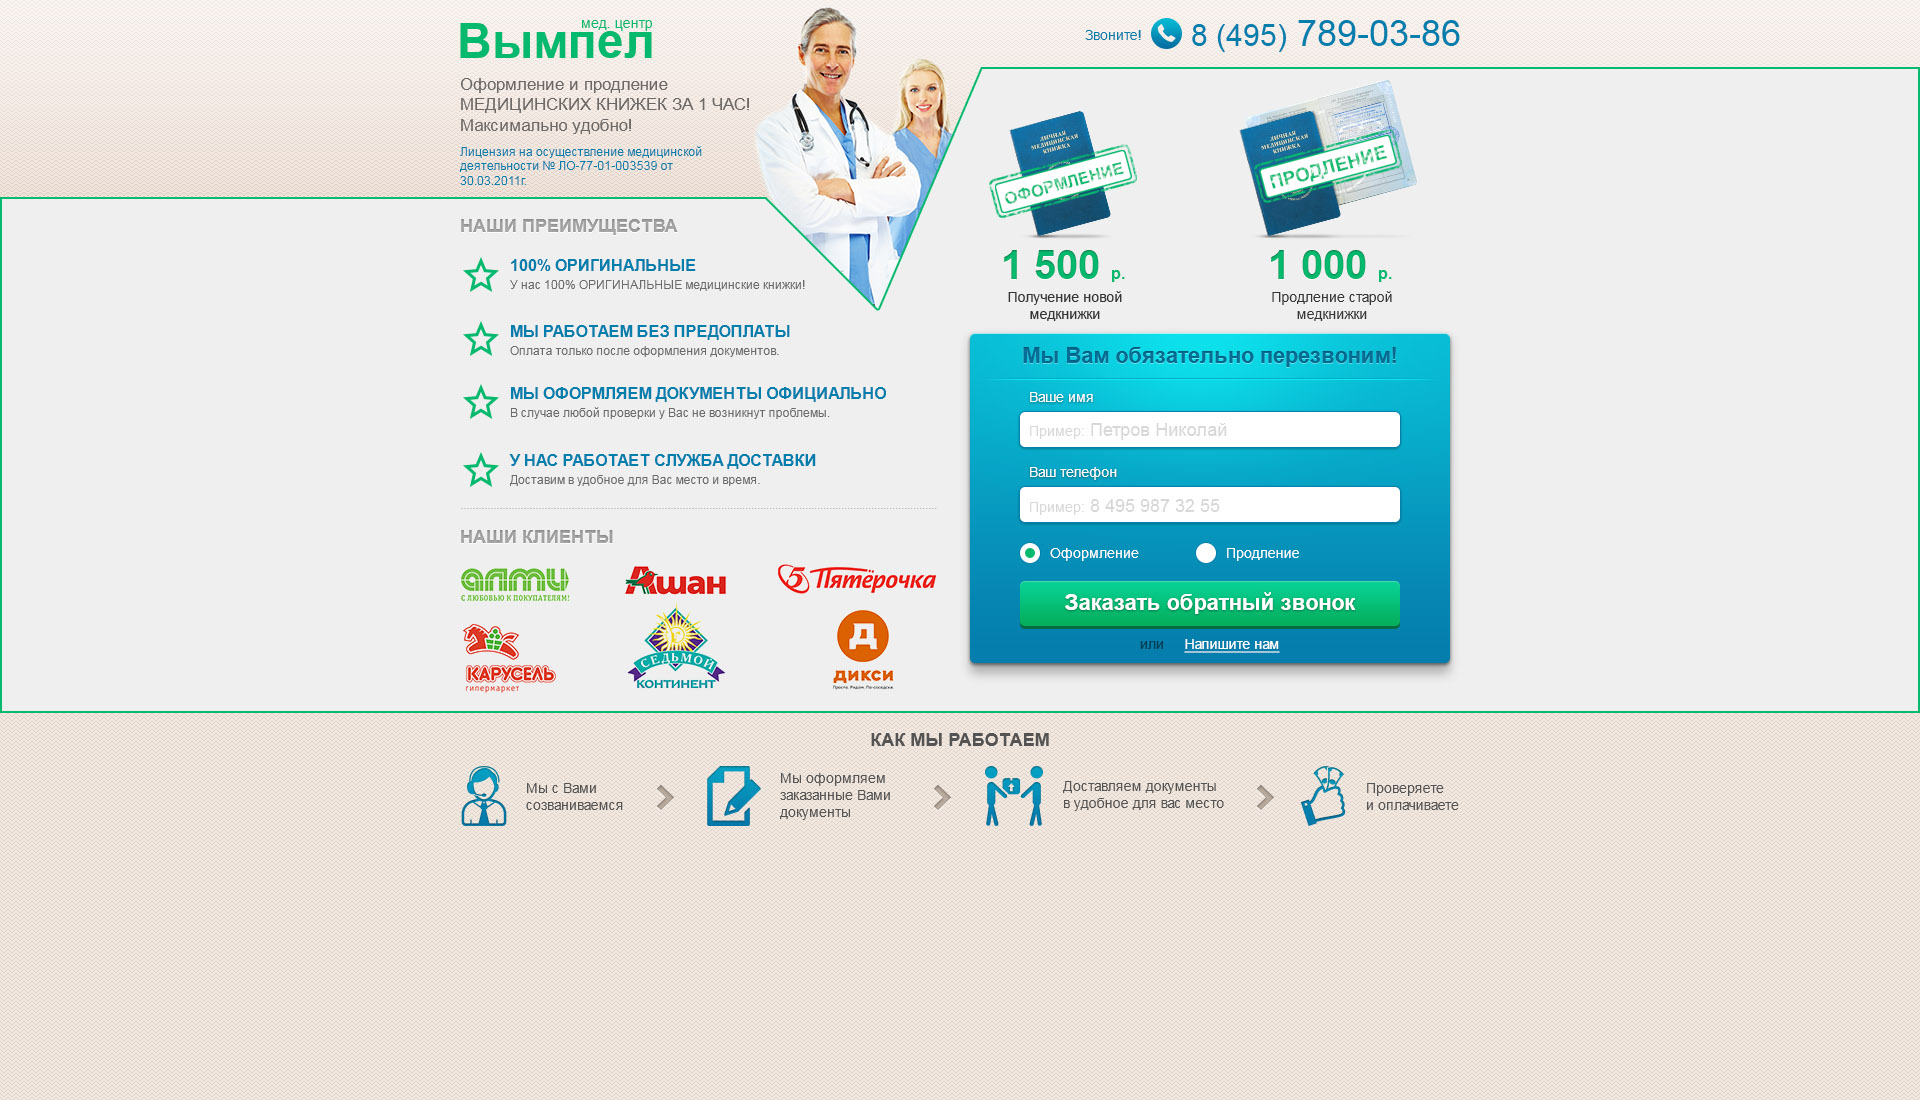 мед. центр
Вымпел
Оформление и продление
МЕДИЦИНСКИХ КНИЖЕК ЗА 1 ЧАС!
Максимально удобно!
Лицензия на осуществление медицинской
деятельности № ЛО-77-01-003539 от
30.03.2011г.
Звоните! 8 (495) 789-03-86
ЛИЧНАЯ
МЕДИЦИНСКАЯ
КНИЖКА
ОФОРМЛЕНИЕ
1 500 р.
Получение новой
медкнижки
ЛИЧНАЯ
МЕДИЦИНСКАЯ
КНИЖКА
ПРОДЛЕНИЕ
1 000 р.
Продление старой
медкнижки
НАШИ ПРЕИМУЩЕСТВА
100% ОРИГИНАЛЬНЫЕ
У нас 100% ОРИГИНАЛЬНЫЕ медицинские книжки!
МЫ РАБОТАЕМ БЕЗ ПРЕДОПЛАТЫ
Оплата только после оформления документов.
МЫ ОФОРМЛЯЕМ ДОКУМЕНТЫ ОФИЦИАЛЬНО
В случае любой проверки у Вас не возникнут проблемы.
У НАС РАБОТАЕТ СЛУЖБА ДОСТАВКИ
Доставим в удобное для Вас место и время.
НАШИ КЛИЕНТЫ
алми
С ЛЮБОВЬЮ К ПОКУПАТЕЛЯМ!
Ашан
5 Пятёрочка
КАРУСЕЛЬ
гипермаркет
СЕДЬМОЙ
КОНТИНЕНТ
Д
ДИКСИ
Просто. Рядом. По-соседски.
Мы Вам обязательно перезвоним!
Ваше имя
Пример: Петров Николай
Ваш телефон
Пример: 8 495 987 32 55
Оформление
Продление
Заказать обратный звонок
или Напишите нам
КАК МЫ РАБОТАЕМ
Мы с Вами
созваниваемся
Мы оформляем
заказанные Вами
документы
Доставляем документы
в удобное для вас место
Проверяете
и оплачиваете